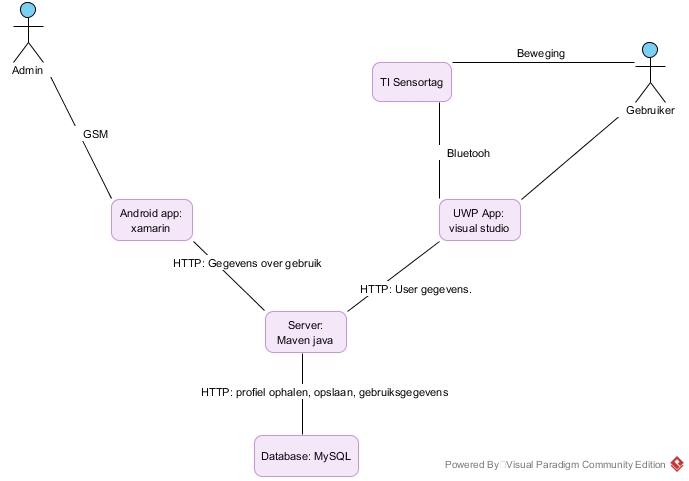 Beweging
TI Sensortag
Admin
Gebruiker
GSM
Bluetooh
Android app:
xamarin
UWP App:
visual studio
HTTP: Gegevens over gebruik
HTTP: User gegevens.
Server:
Maven java
HTTP: profiel ophalen, opslaan, gebruiksgegevens
Database: MySQL
Powered By Visual Paradigm Community Edition